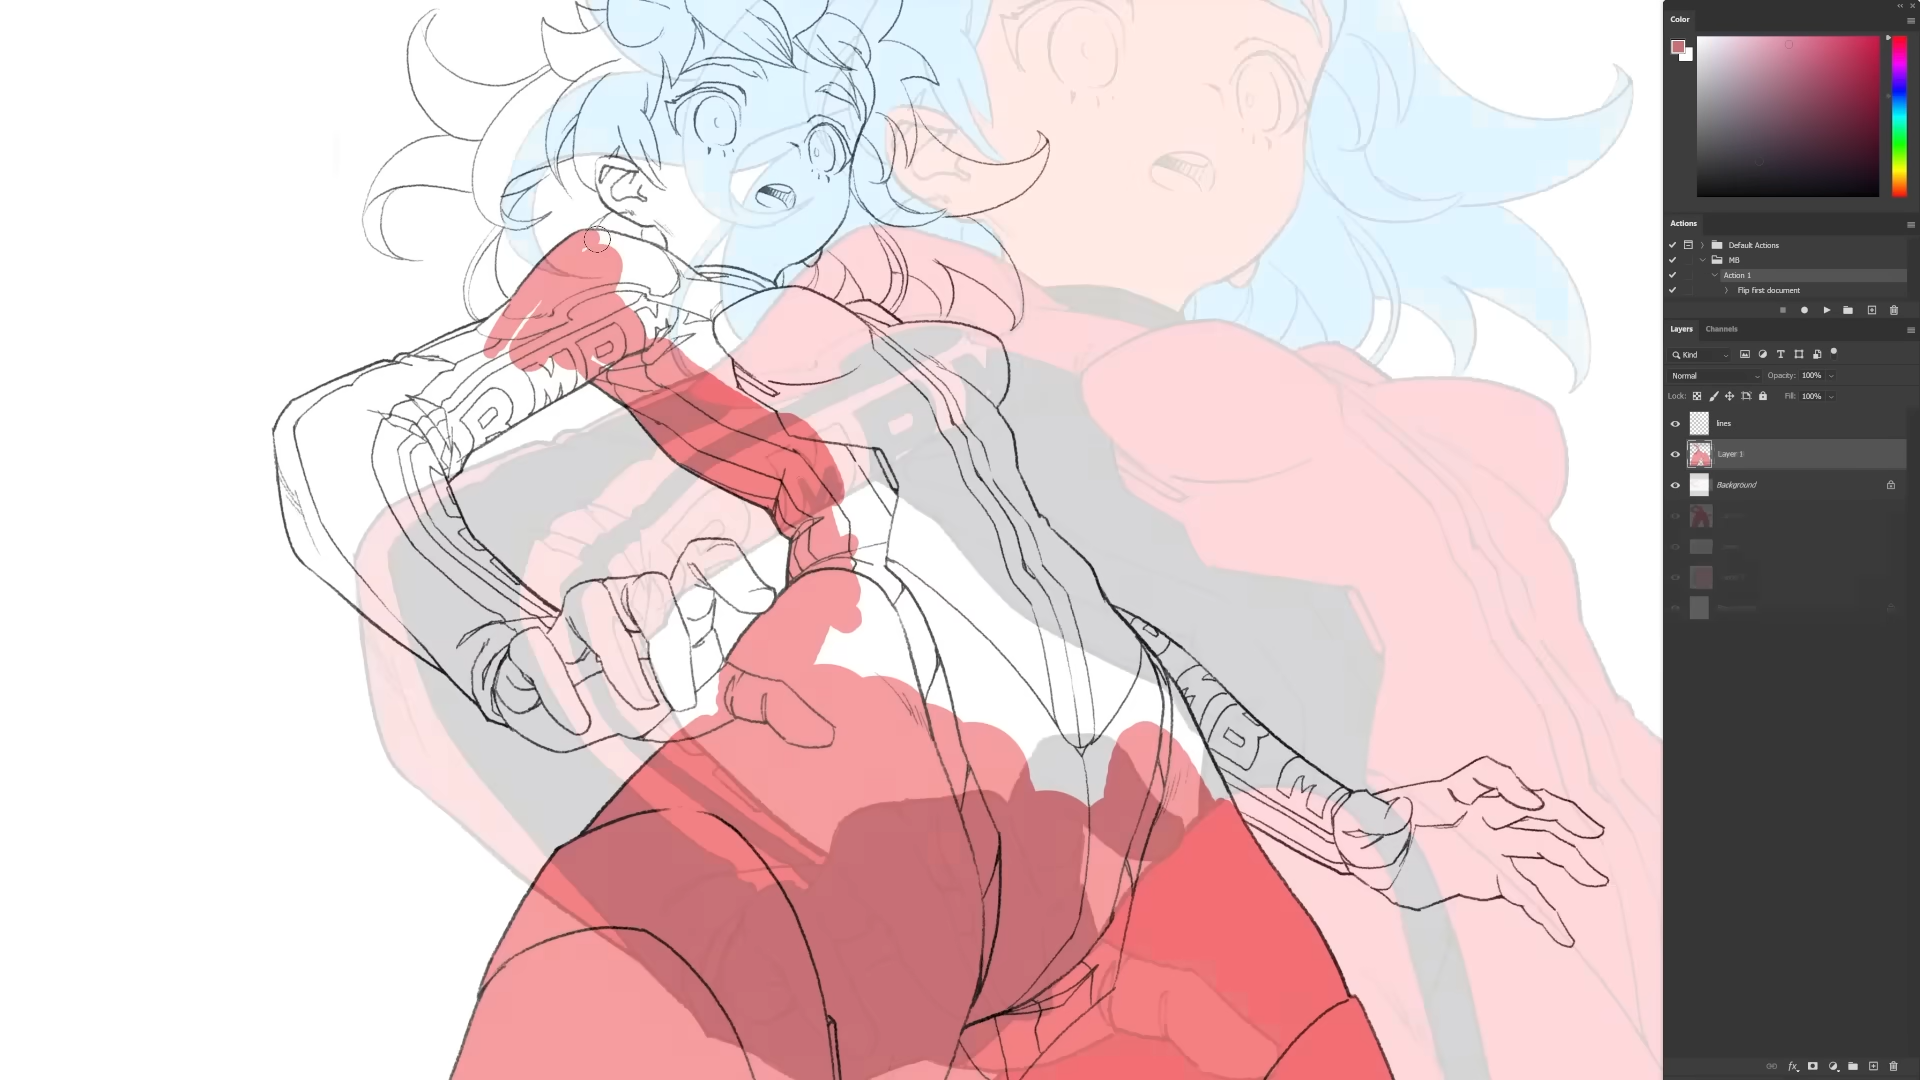 Color
Actions
Default Actions
MB
Action 1
Flip first document
Layers Channels
Kind
Normal Opacity: 100%
Lock: Fill: 100%
lines
Layer 1
Background
fx
B
M
B
M
B
M
B
M